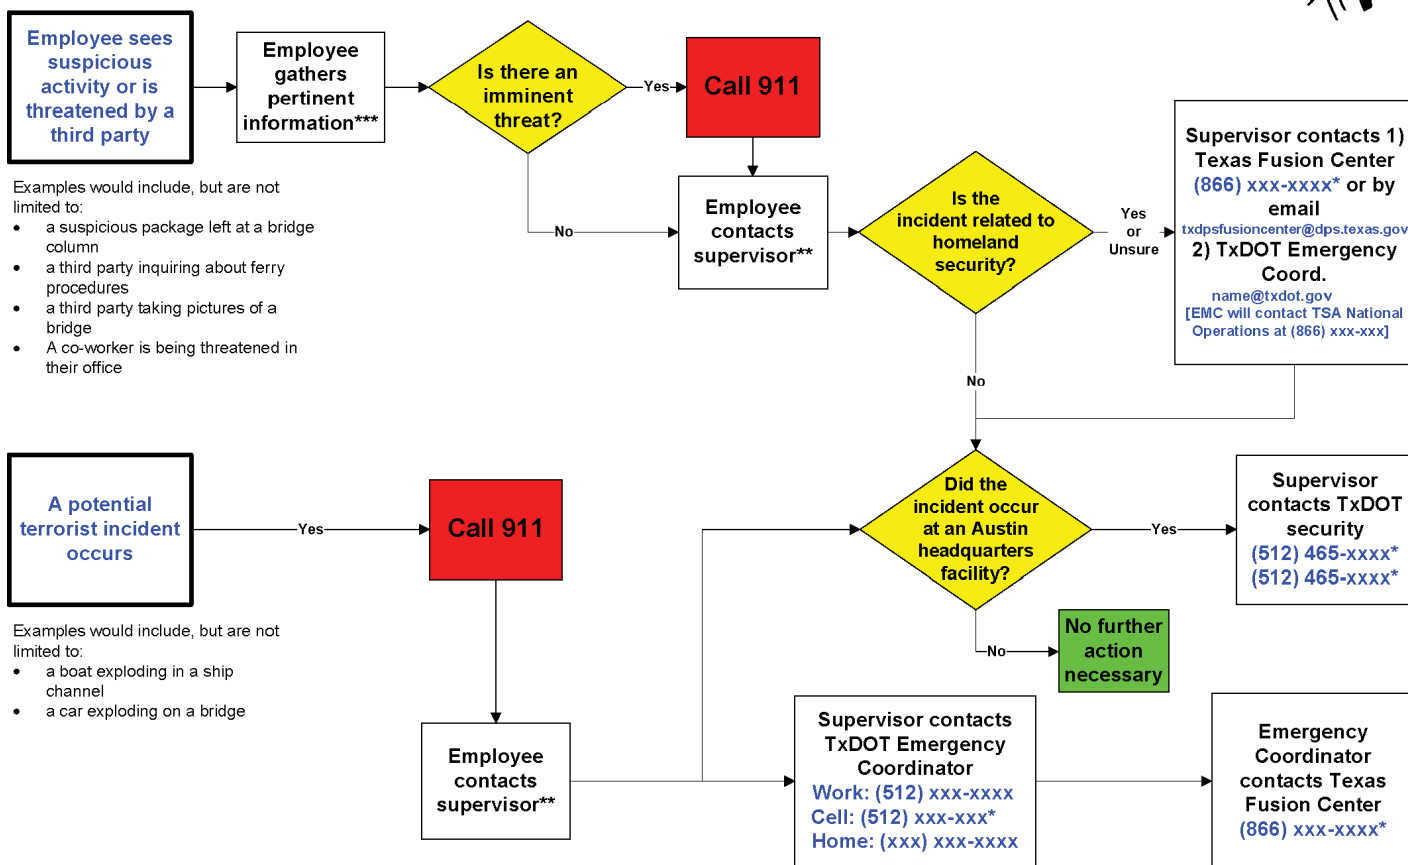 Employee sees
suspicious
activity or is
threatened by a
third party
Employee
gathers
pertinent
information***
Is there an
imminent
threat?
Yes
Call 911
No
Employee
contacts
supervisor**
Is the
incident related to
homeland
security?
Yes
or
Unsure
Supervisor contacts 1)
Texas Fusion Center
(866) xxx-xxxx* or by
email
txdpsfusioncenter@dps.texas.gov
2) TxDOT Emergency
Coord.
name@txdot.gov
[EMC will contact TSA National
Operations at (866) xxx-xxx]
No
Examples would include, but are not
limited to:
• a suspicious package left at a bridge
column
• a third party inquiring about ferry
procedures
• a third party taking pictures of a
bridge
• A co-worker is being threatened in
their office
A potential
terrorist incident
occurs
Yes
Call 911
Did the
incident occur
at an Austin
headquarters
facility?
Yes
Supervisor
contacts TxDOT
security
(512) 465-xxxx*
(512) 465-xxxx*
No
No further
action
necessary
Examples would include, but are not
limited to:
• a boat exploding in a ship
channel
• a car exploding on a bridge
Employee
contacts
supervisor**
Supervisor contacts
TxDOT Emergency
Coordinator
Work: (512) xxx-xxxx
Cell: (512) xxx-xxx*
Home: (xxx) xxx-xxxx
Emergency
Coordinator
contacts Texas
Fusion Center
(866) xxx-xxxx*